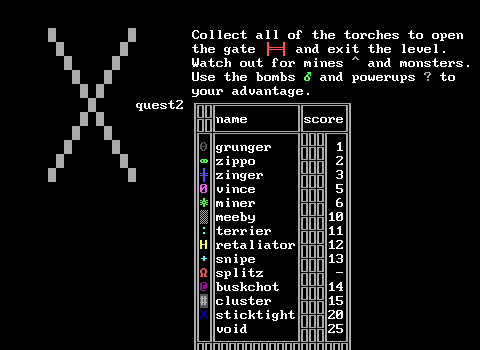 Collect all of the torches to open
the gate ╞═╡ and exit the level.
Watch out for mines ^ and monsters.
Use the bombs ♂ and powerups ? to
your advantage.
quest2
name score
θ grunger 1
∞ zippo 2
╪ zinger 3
0 vince 5
* miner 6
▒ meeby 10
: terrier 11
H retaliator 12
+ snipe 13
Ω splitz -
@ buskchot 14
# cluster 15
X sticktight 20
void 25